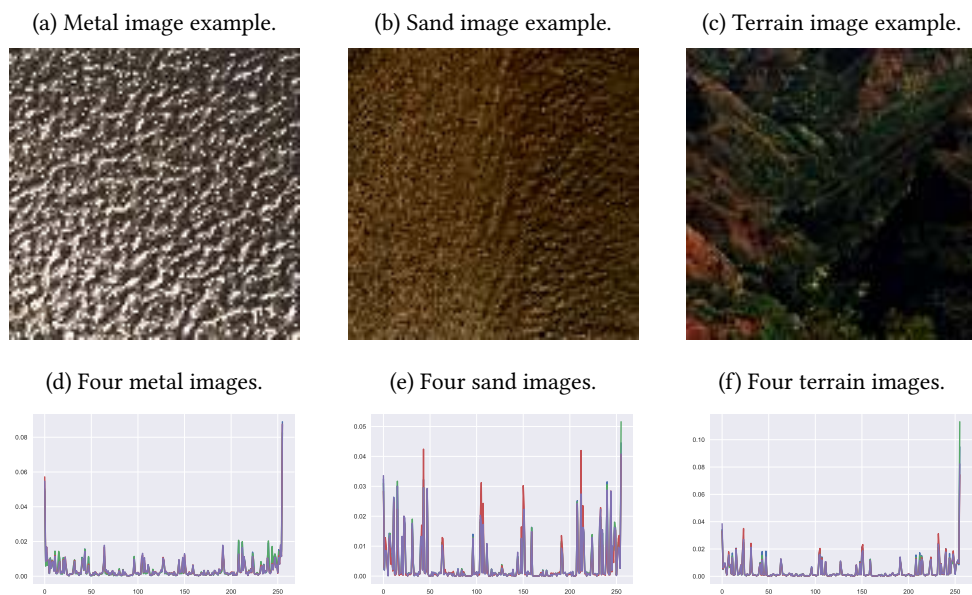 (a) Metal image example.
(b) Sand image example.
(c) Terrain image example.
(d) Four metal images.
(e) Four sand images.
(f) Four terrain images.
0.08
0.06
0.04
0.02
0.00
0 50 100 150 200 250
0.05
0.04
0.03
0.02
0.01
0.00
0 50 100 150 200 250
0.10
0.08
0.06
0.04
0.02
0.00
0 50 100 150 200 250